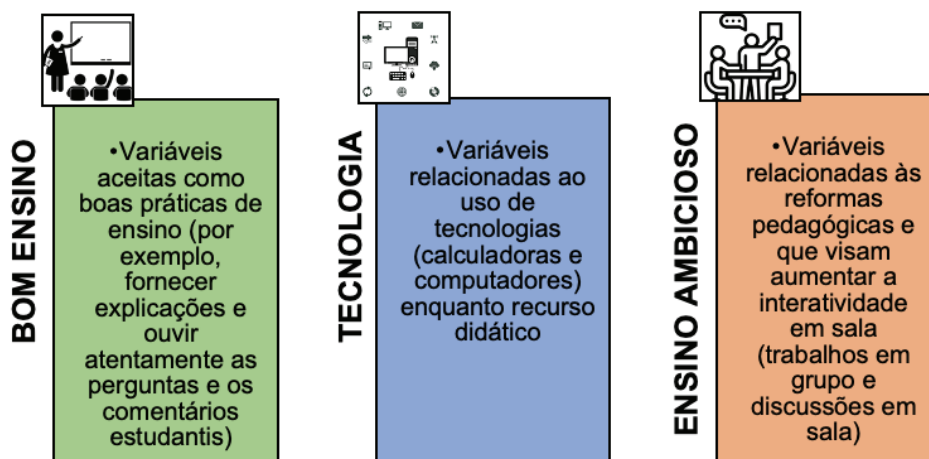 BOM ENSINO
•Variáveis
aceitas como
boas práticas de
ensino (por
exemplo,
fornecer
explicações e
ouvir
atentamente as
perguntas e os
comentários
estudantis)
TECNOLOGIA
•Variáveis
relacionadas ao
uso de
tecnologias
(calculadoras e
computadores)
enquanto recurso
didático
ENSINO AMBICIOSO
•Variáveis
relacionadas às
reformas
pedagógicas e
que visam
aumentar a
interatividade
em sala
(trabalhos em
grupo e
discussões em
sala)